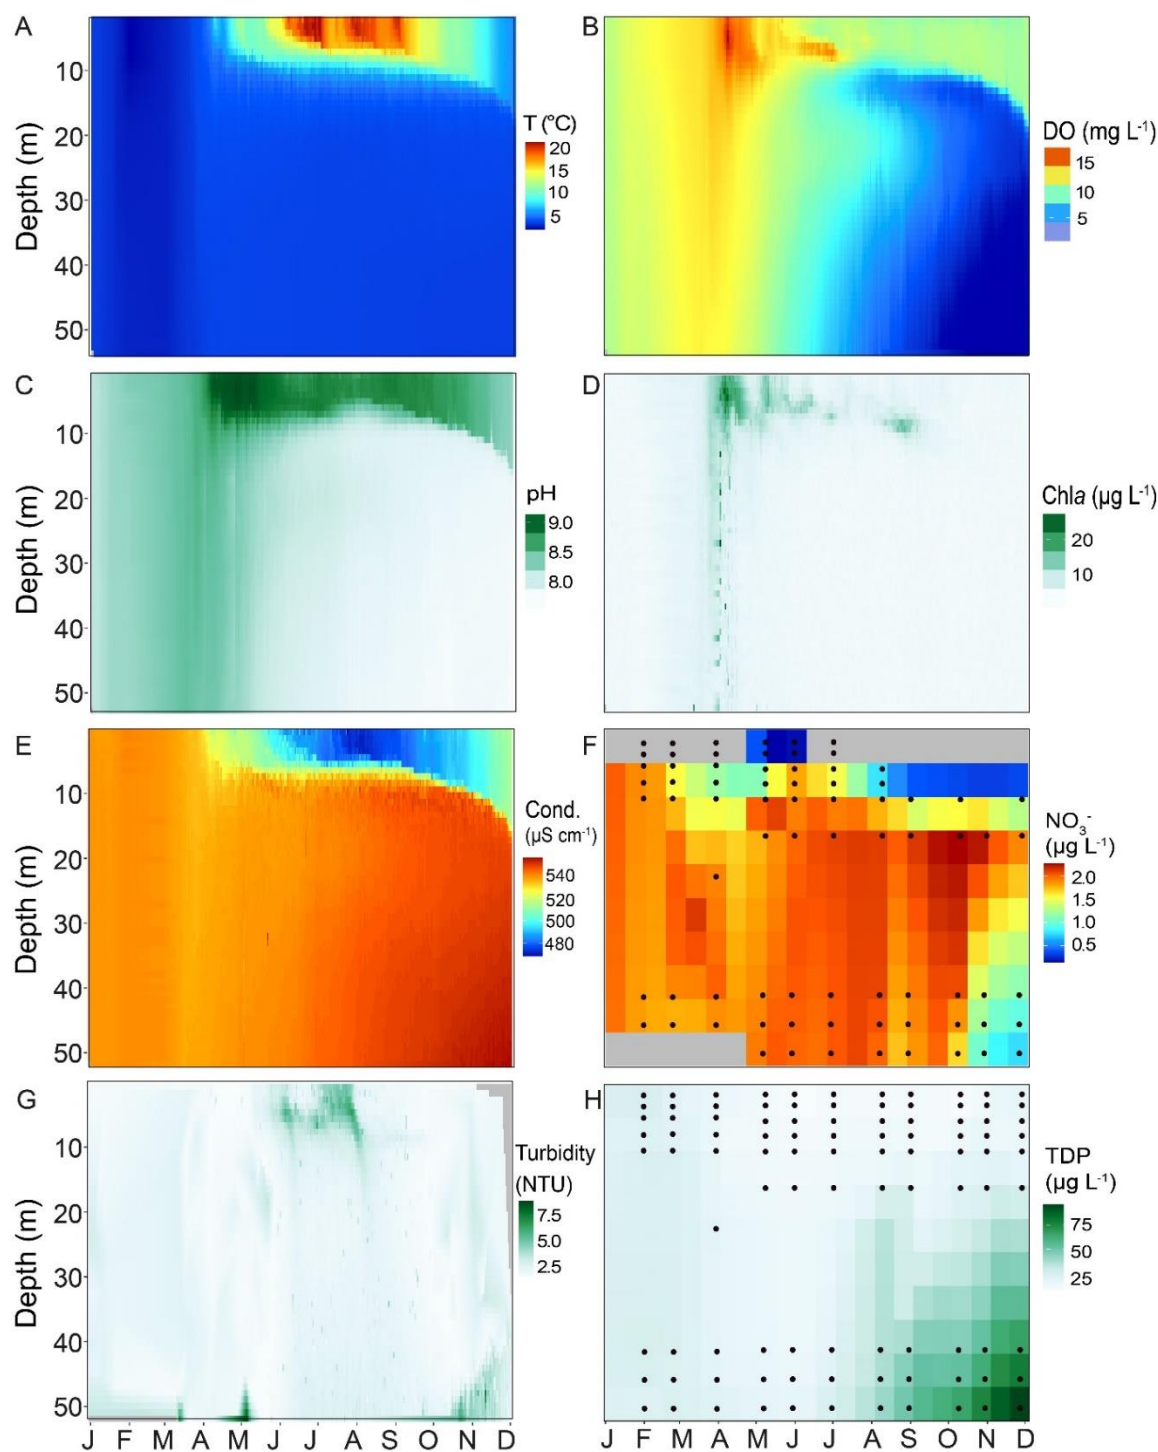 A
10
20
30
40
50
Depth (m)
T (°C)
20
15
10
5
B
DO (mg L⁻¹)
15
10
5
C
10
20
30
40
50
Depth (m)
pH
9.0
8.5
8.0
D
Chla (µg L⁻¹)
20
10
E
10
20
30
40
50
Depth (m)
Cond.
(µS cm⁻¹)
540
520
500
480
F
NO₃⁻
(µg L⁻¹)
2.0
1.5
1.0
0.5
G
10
20
30
40
50
Depth (m)
Turbidity
(NTU)
7.5
5.0
2.5
J F M A M J J A S O N D
H
TDP
(µg L⁻¹)
75
50
25
J F M A M J J A S O N D